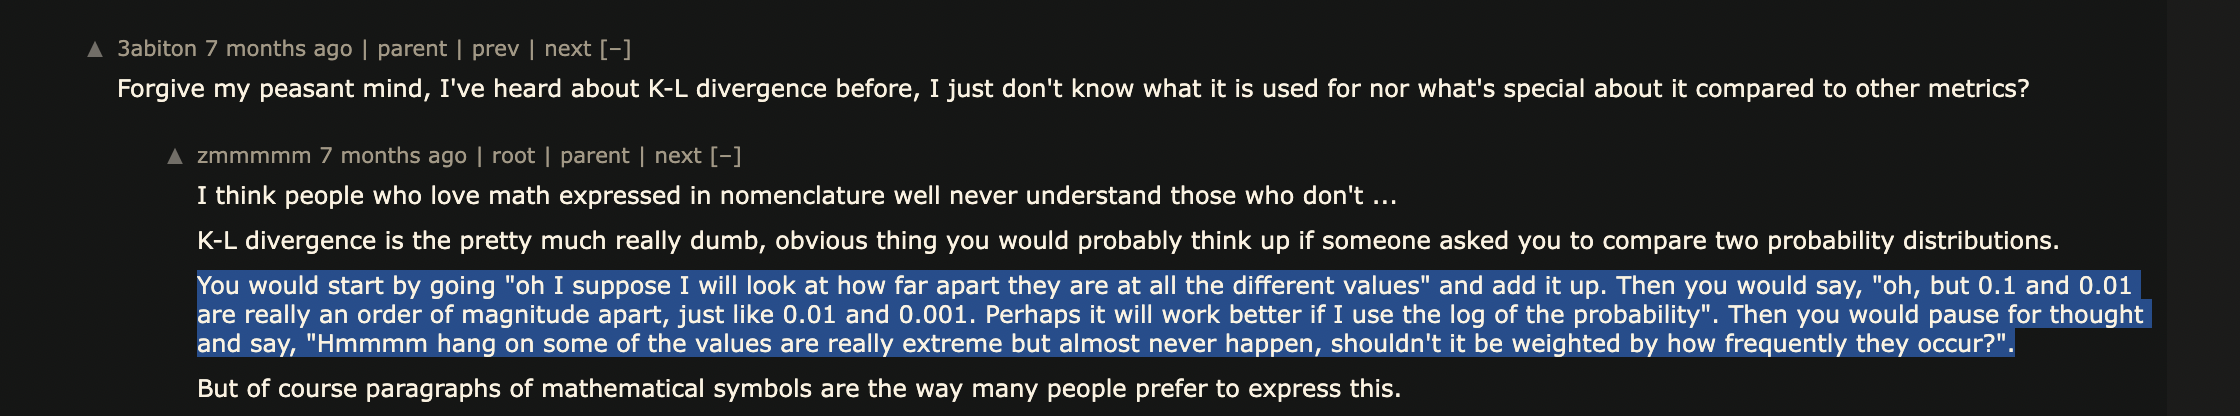 ▲ 3abiton 7 months ago | parent | prev | next [–]
Forgive my peasant mind, I've heard about K-L divergence before, I just don't know what it is used for nor what's special about it compared to other metrics?
▲ zmmmmm 7 months ago | root | parent | next [–]
I think people who love math expressed in nomenclature well never understand those who don't ...
K-L divergence is the pretty much really dumb, obvious thing you would probably think up if someone asked you to compare two probability distributions.
You would start by going "oh I suppose I will look at how far apart they are at all the different values" and add it up. Then you would say, "oh, but 0.1 and 0.01
are really an order of magnitude apart, just like 0.01 and 0.001. Perhaps it will work better if I use the log of the probability". Then you would pause for thought
and say, "Hmmmm hang on some of the values are really extreme but almost never happen, shouldn't it be weighted by how frequently they occur?".
But of course paragraphs of mathematical symbols are the way many people prefer to express this.